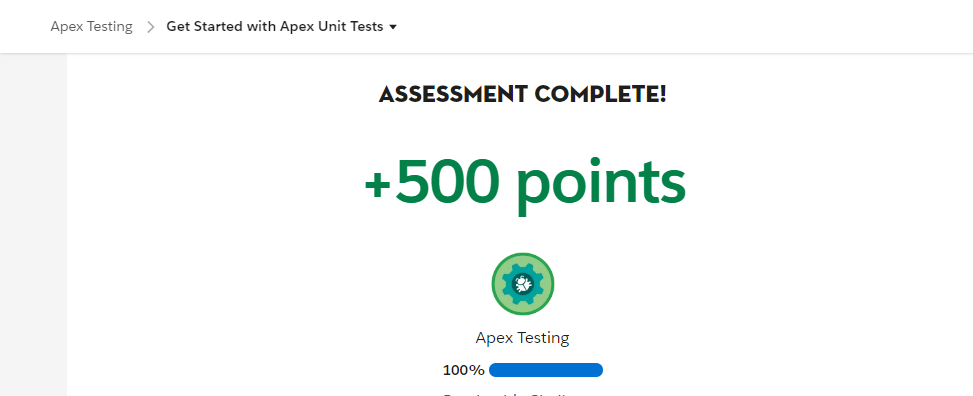 Apex Testing > Get Started with Apex Unit Tests
ASSESSMENT COMPLETE!
+500 points
Apex Testing
100%